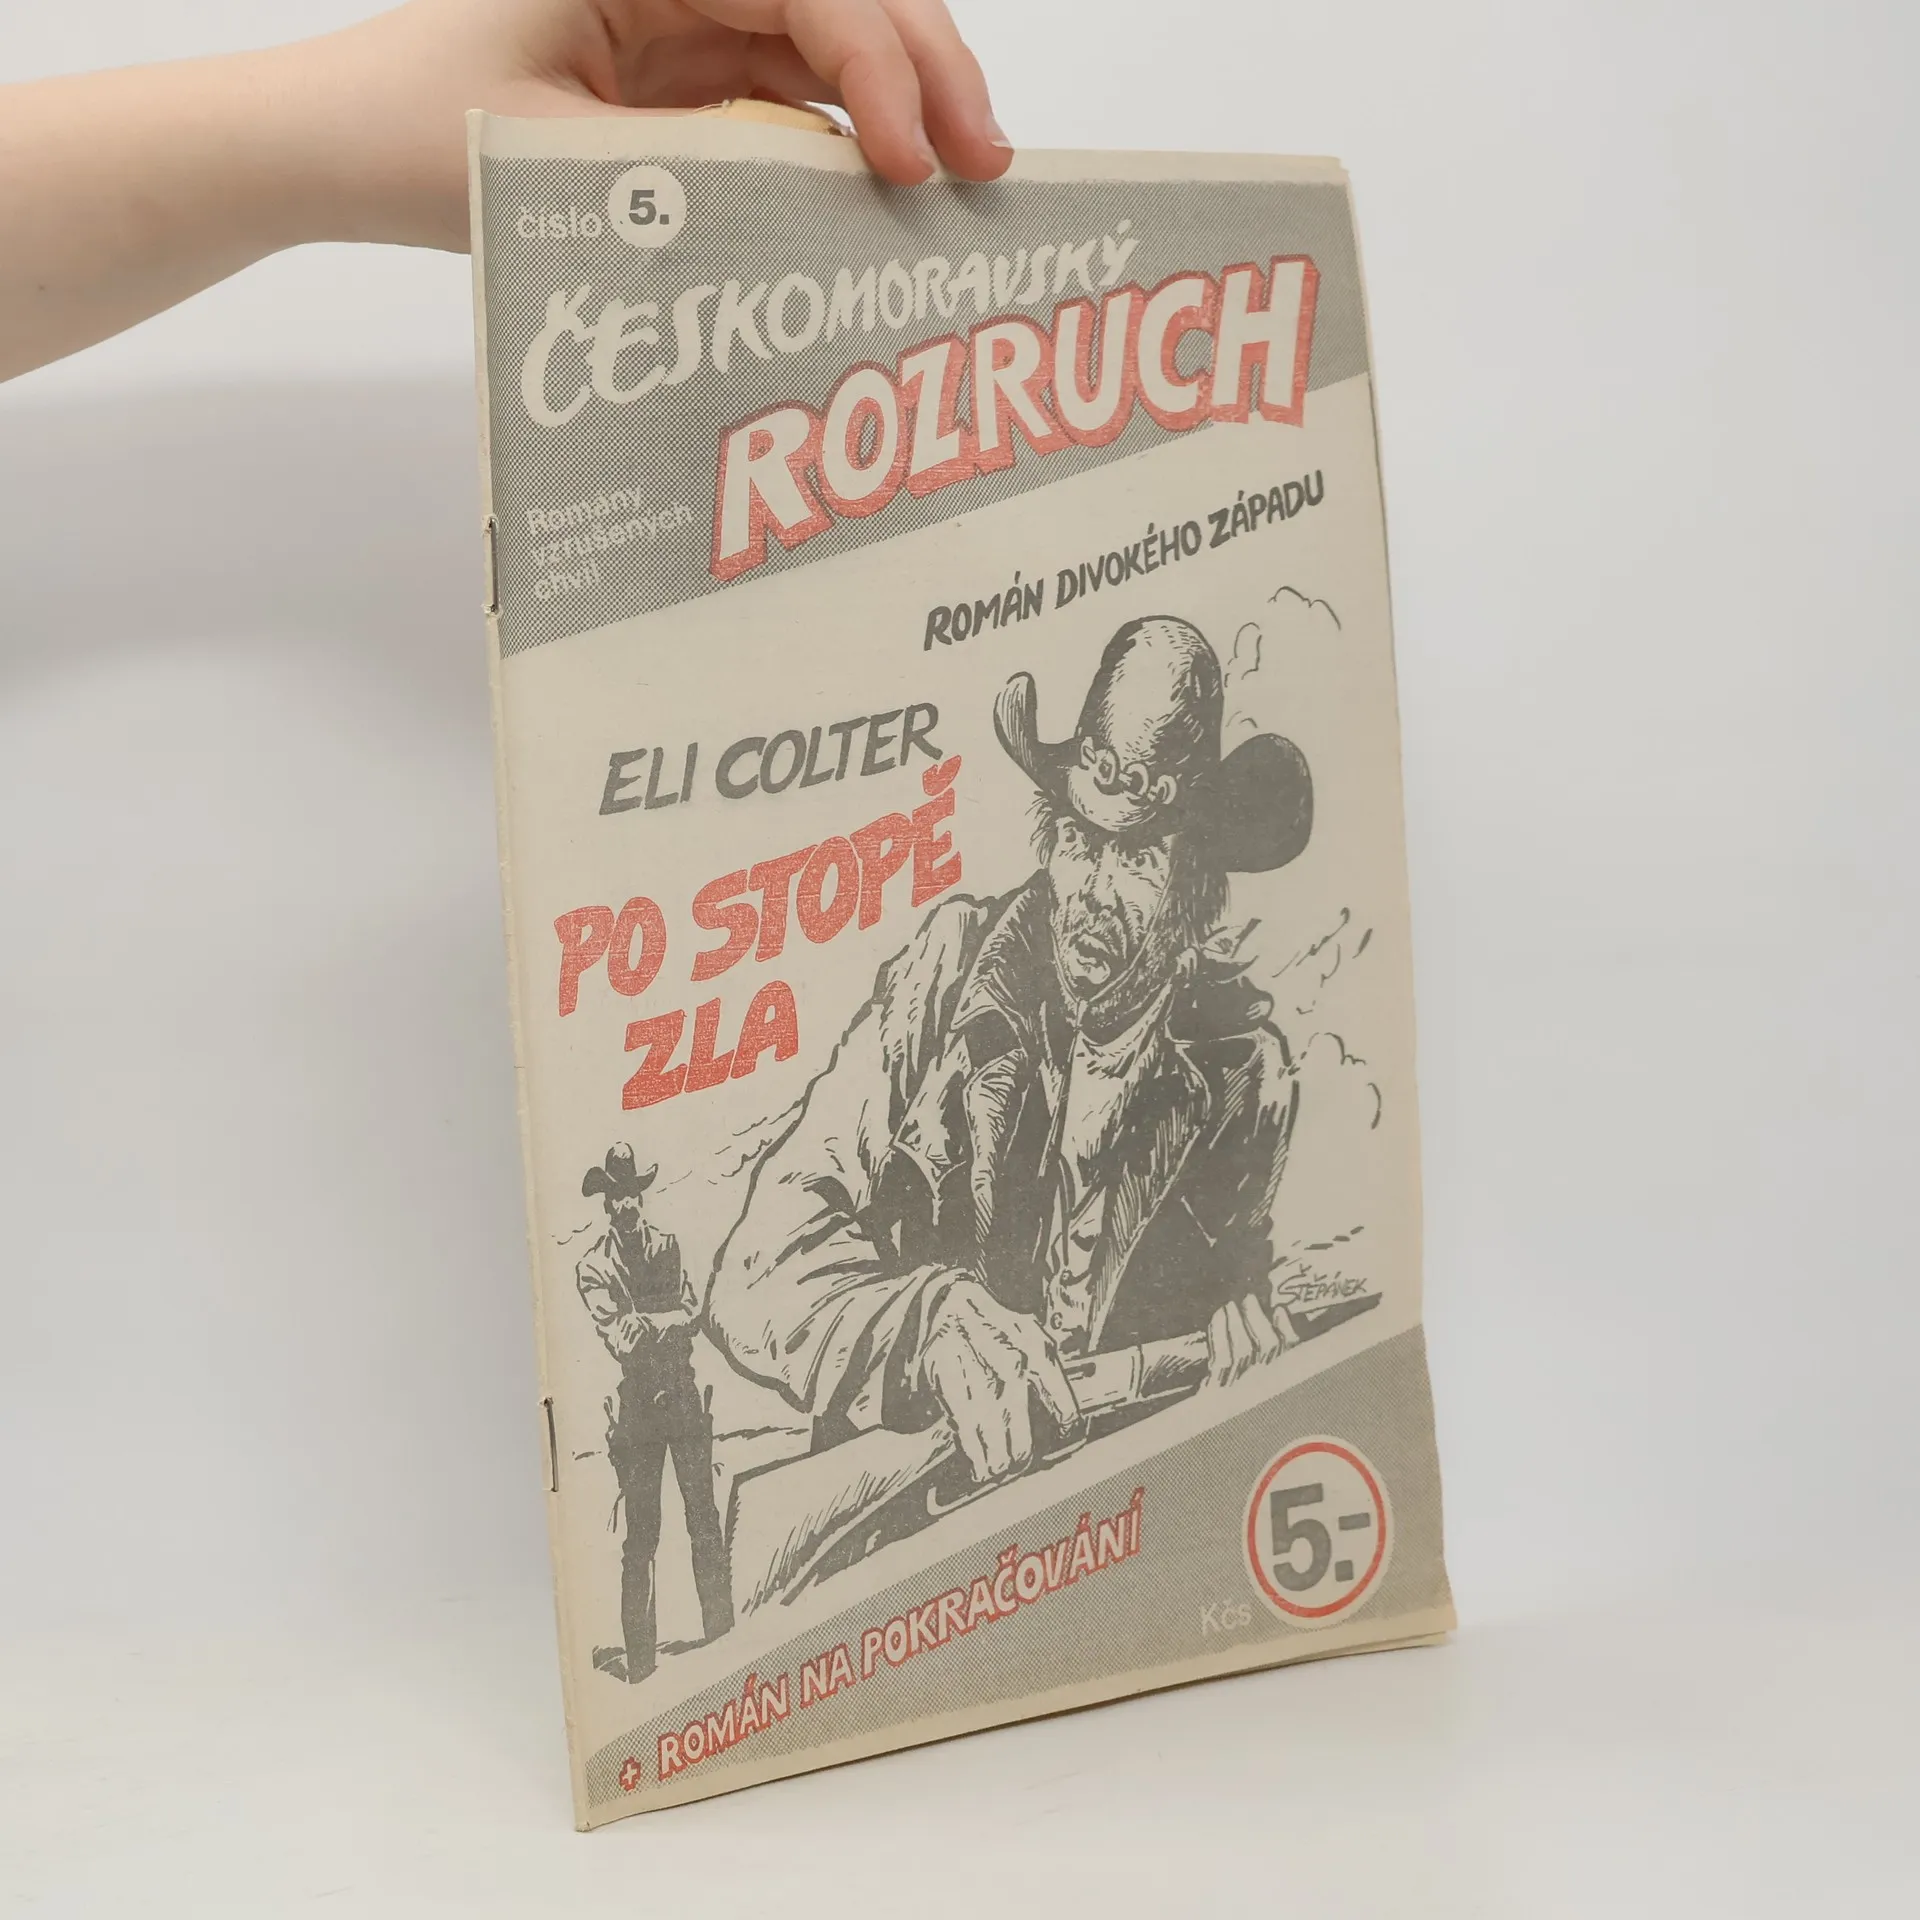 číslo 5.
ČESKOMORAVSKÝ
ROZRUCH
Romány
vzrušených
chvil
ROMÁN DIVOKÉHO ZÁPADU
ELI COLTER
PO STOPĚ
ZLA
ŠTĚPÁNEK
5.-
Kčs
+ ROMÁN NA POKRAČOVÁNÍ